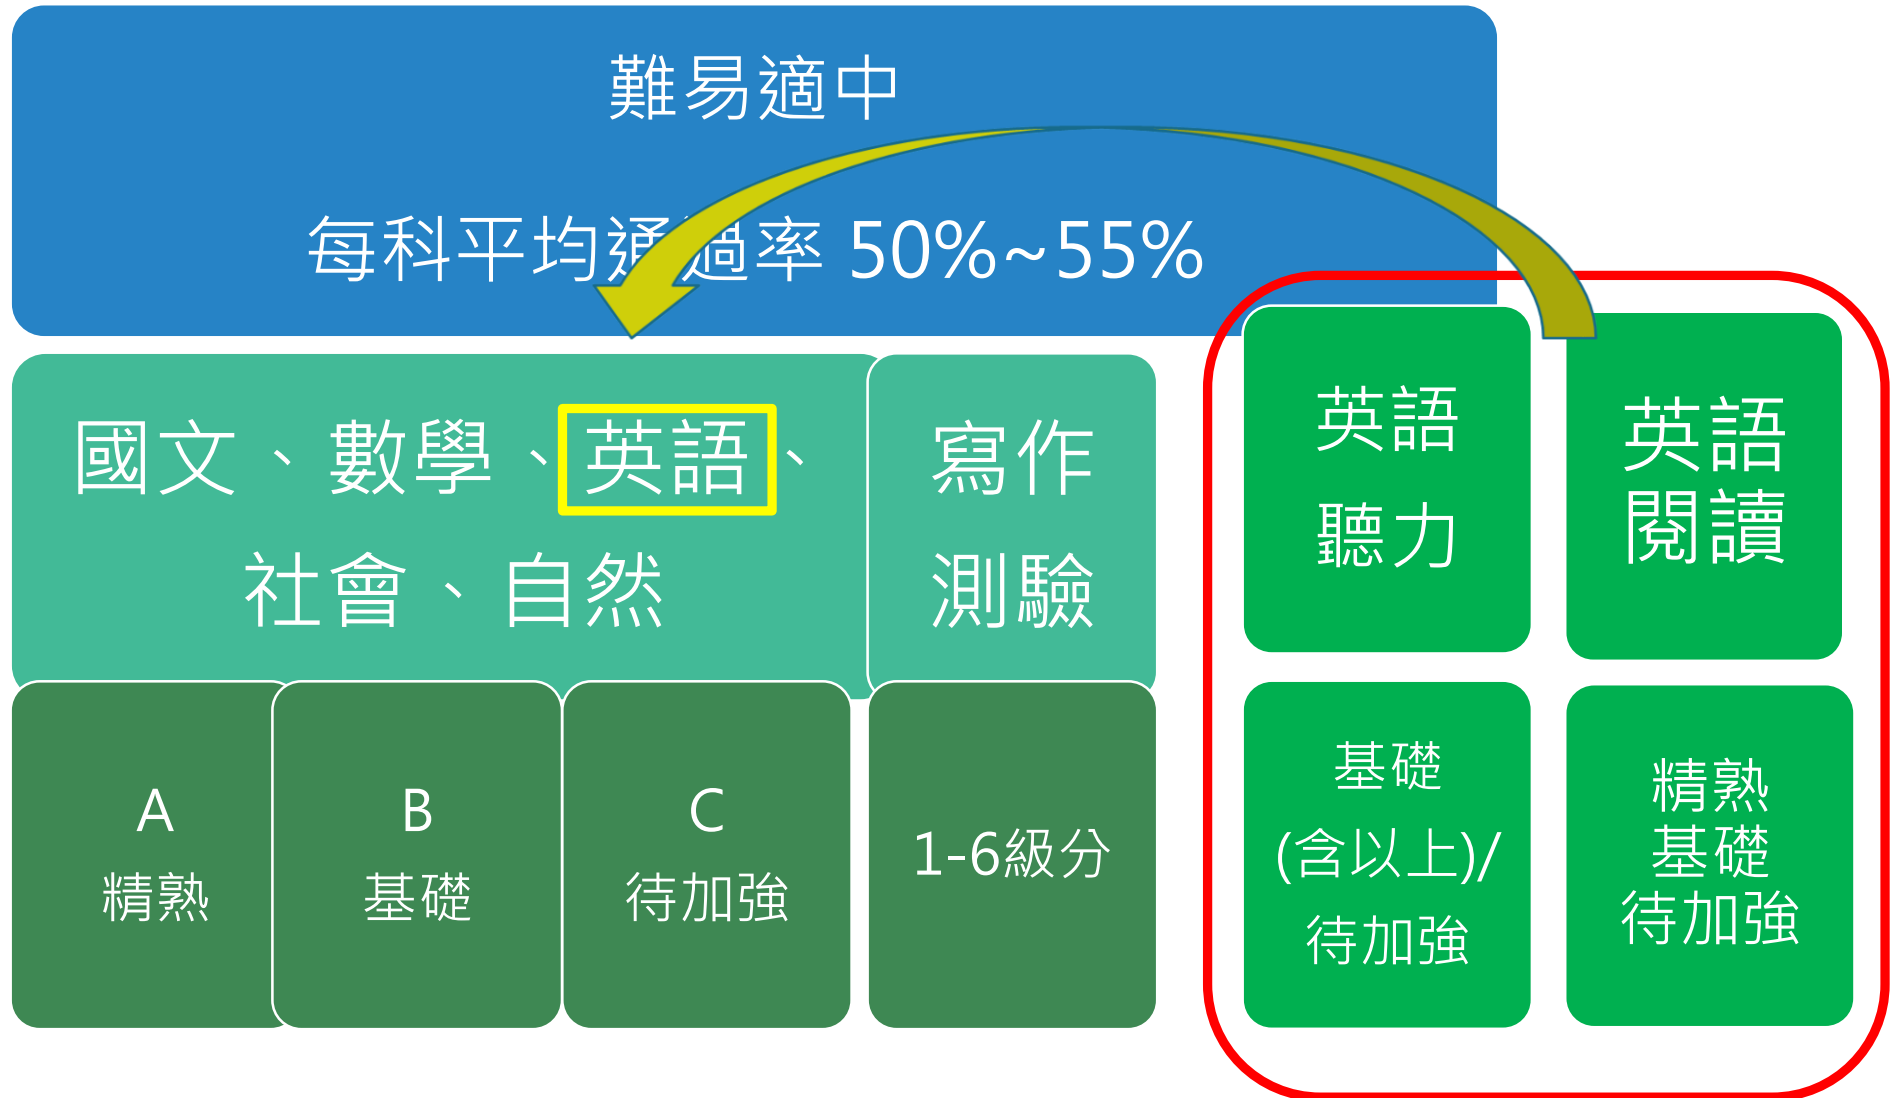 難易適中
每科平均通過率 50%~55%
國文、數學、英語、
社會、自然
寫作
測驗
英語
聽力
英語
閱讀
A
精熟
B
基礎
C
待加強
1-6級分
基礎
(含以上)/
待加強
精熟
基礎
待加強